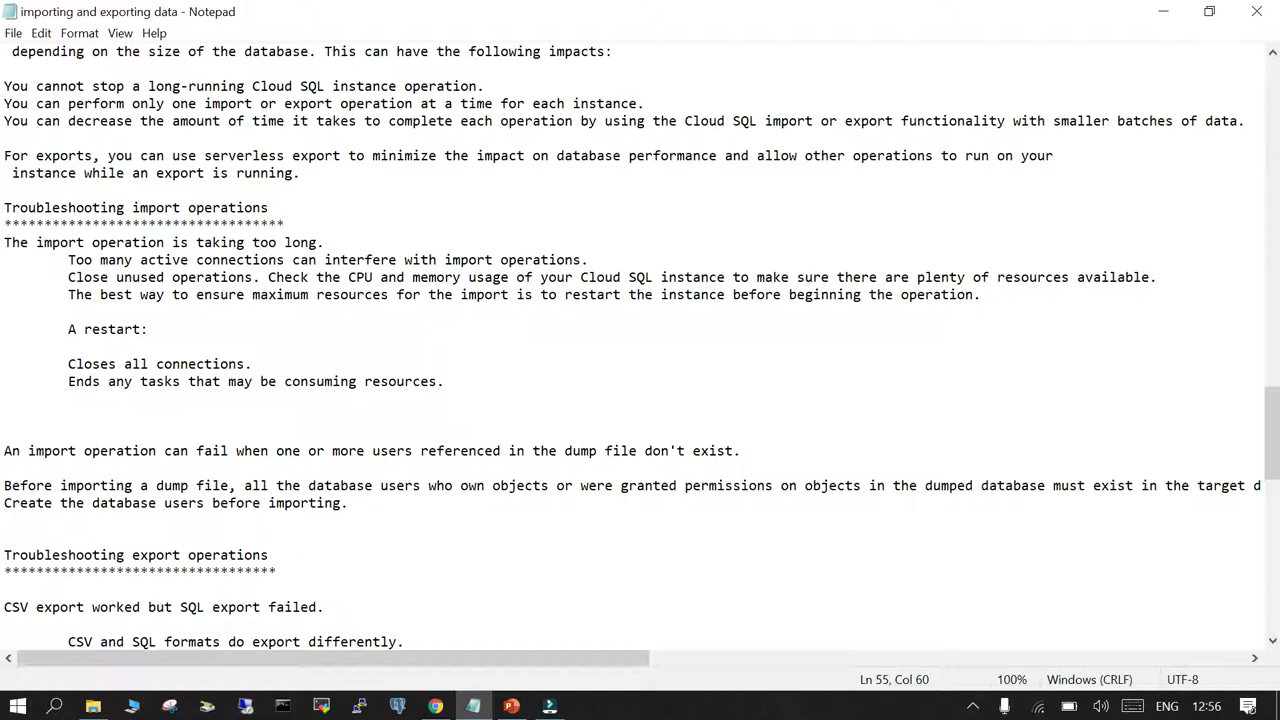 importing and exporting data - Notepad
File Edit Format View Help
depending on the size of the database. This can have the following impacts:
You cannot stop a long-running Cloud SQL instance operation.
You can perform only one import or export operation at a time for each instance.
You can decrease the amount of time it takes to complete each operation by using the Cloud SQL import or export functionality with smaller batches of data.
For exports, you can use serverless export to minimize the impact on database performance and allow other operations to run on your
instance while an export is running.
Troubleshooting import operations
***********************************
The import operation is taking too long.
Too many active connections can interfere with import operations.
Close unused operations. Check the CPU and memory usage of your Cloud SQL instance to make sure there are plenty of resources available.
The best way to ensure maximum resources for the import is to restart the instance before beginning the operation.
A restart:
Closes all connections.
Ends any tasks that may be consuming resources.
An import operation can fail when one or more users referenced in the dump file don't exist.
Before importing a dump file, all the database users who own objects or were granted permissions on objects in the dumped database must exist in the target d
Create the database users before importing.
Troubleshooting export operations
**********************************
CSV export worked but SQL export failed.
CSV and SQL formats do export differently.
Ln 55, Col 60 100% Windows (CRLF) UTF-8
ENG 12:56